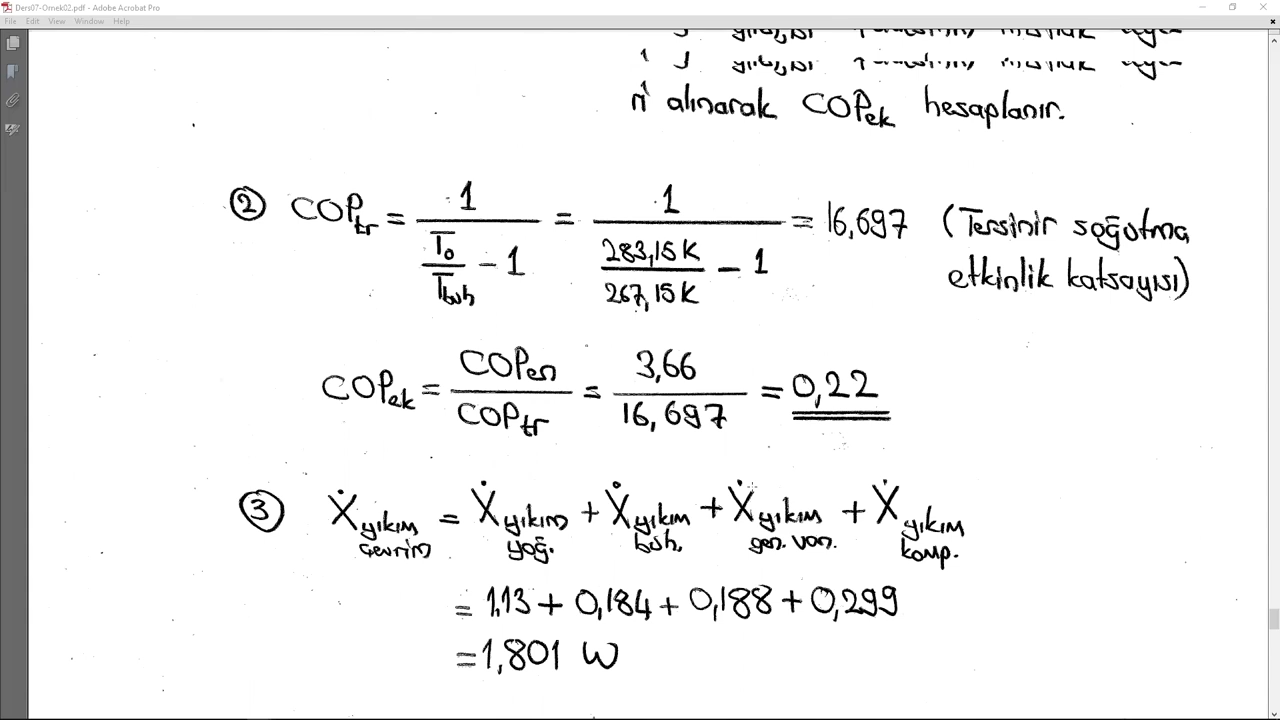 Ders07-Ornek02.pdf - Adobe Acrobat Pro
File Edit View Window Help
alınarak COPek hesaplanır.
② COPtr = 1 / (T0/Tbuh - 1) = 1 / (283,15K/267,15K - 1) = 16,697 (Tersinir soğutma
etkinlik katsayısı)
COPek = COPen/COPtr = 3,66/16,697 = 0,22
③ Ẋyıkım çevrim = Ẋyıkım yoğ. + Ẋyıkım buh. + Ẋyıkım gen. van. + Ẋyıkım komp.
= 1,13 + 0,184 + 0,188 + 0,299
= 1,801 W